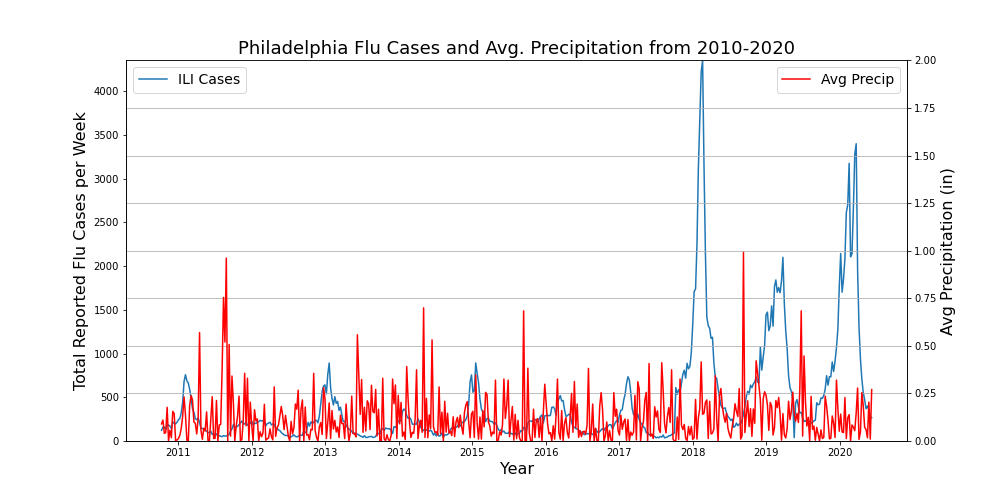 Philadelphia Flu Cases and Avg. Precipitation from 2010-2020
ILI Cases
Avg Precip
Total Reported Flu Cases per Week
4000
3500
3000
2500
2000
1500
1000
500
0
2.00
1.75
1.50
1.25
1.00
0.75
0.50
0.25
0.00
Avg Precipitation (in)
2011 2012 2013 2014 2015 2016 2017 2018 2019 2020
Year